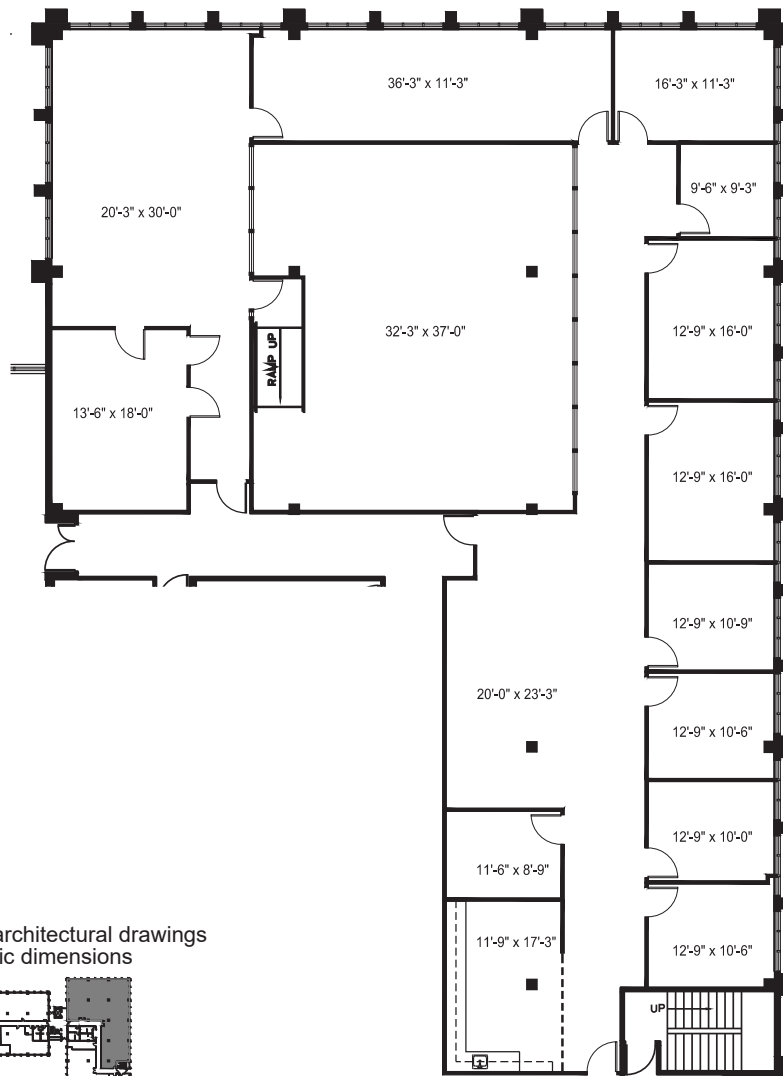 36'-3" x 11'-3"
16'-3" x 11'-3"
9'-6" x 9'-3"
20'-3" x 30'-0"
32'-3" x 37'-0"
12'-9" x 16'-0"
RAMP UP
13'-6" x 18'-0"
12'-9" x 16'-0"
12'-9" x 10'-9"
20'-0" x 23'-3"
12'-9" x 10'-6"
12'-9" x 10'-0"
11'-6" x 8'-9"
architectural drawings
ic dimensions
11'-9" x 17'-3"
12'-9" x 10'-6"
UP